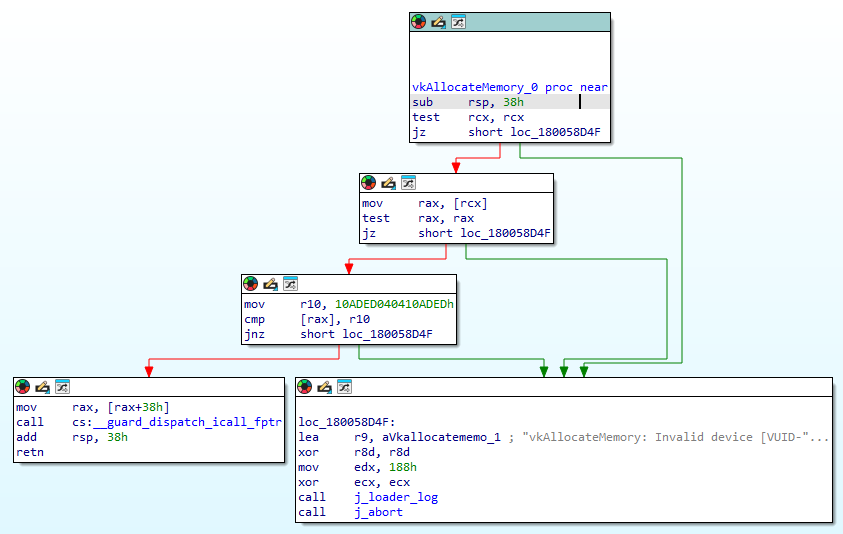 vkAllocateMemory_0 proc near
sub rsp, 38h
test rcx, rcx
jz short loc_180058D4F
mov rax, [rcx]
test rax, rax
jz short loc_180058D4F
mov r10, 10ADED040410ADEDh
cmp [rax], r10
jnz short loc_180058D4F
mov rax, [rax+38h]
call cs:__guard_dispatch_icall_fptr
add rsp, 38h
retn
loc_180058D4F:
lea r9, aVkallocatememo_1 ; "vkAllocateMemory: Invalid device [VUID-"...
xor r8d, r8d
mov edx, 188h
xor ecx, ecx
call j_loader_log
call j_abort